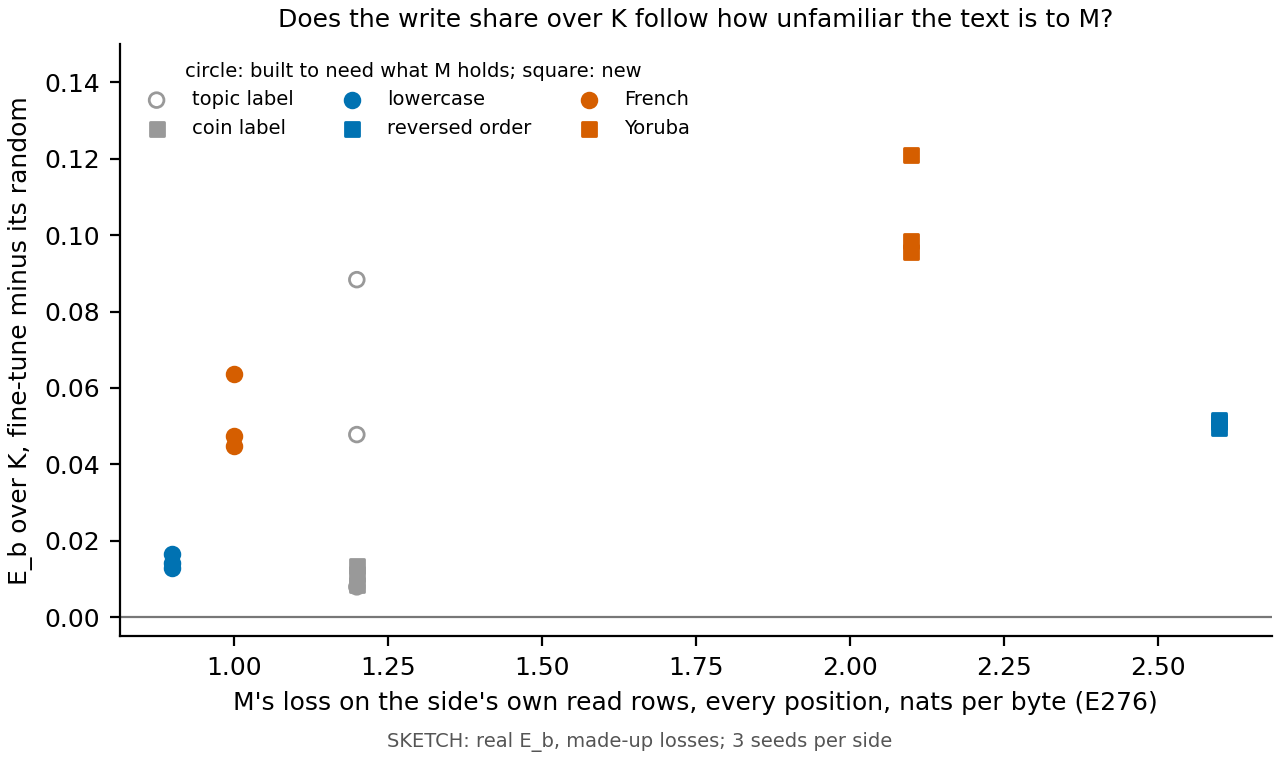 Does the write share over K follow how unfamiliar the text is to M?
circle: built to need what M holds; square: new
topic label
lowercase
French
coin label
reversed order
Yoruba
E_b over K, fine-tune minus its random
0.14
0.12
0.10
0.08
0.06
0.04
0.02
0.00
1.00 1.25 1.50 1.75 2.00 2.25 2.50
M's loss on the side's own read rows, every position, nats per byte (E276)
SKETCH: real E_b, made-up losses; 3 seeds per side